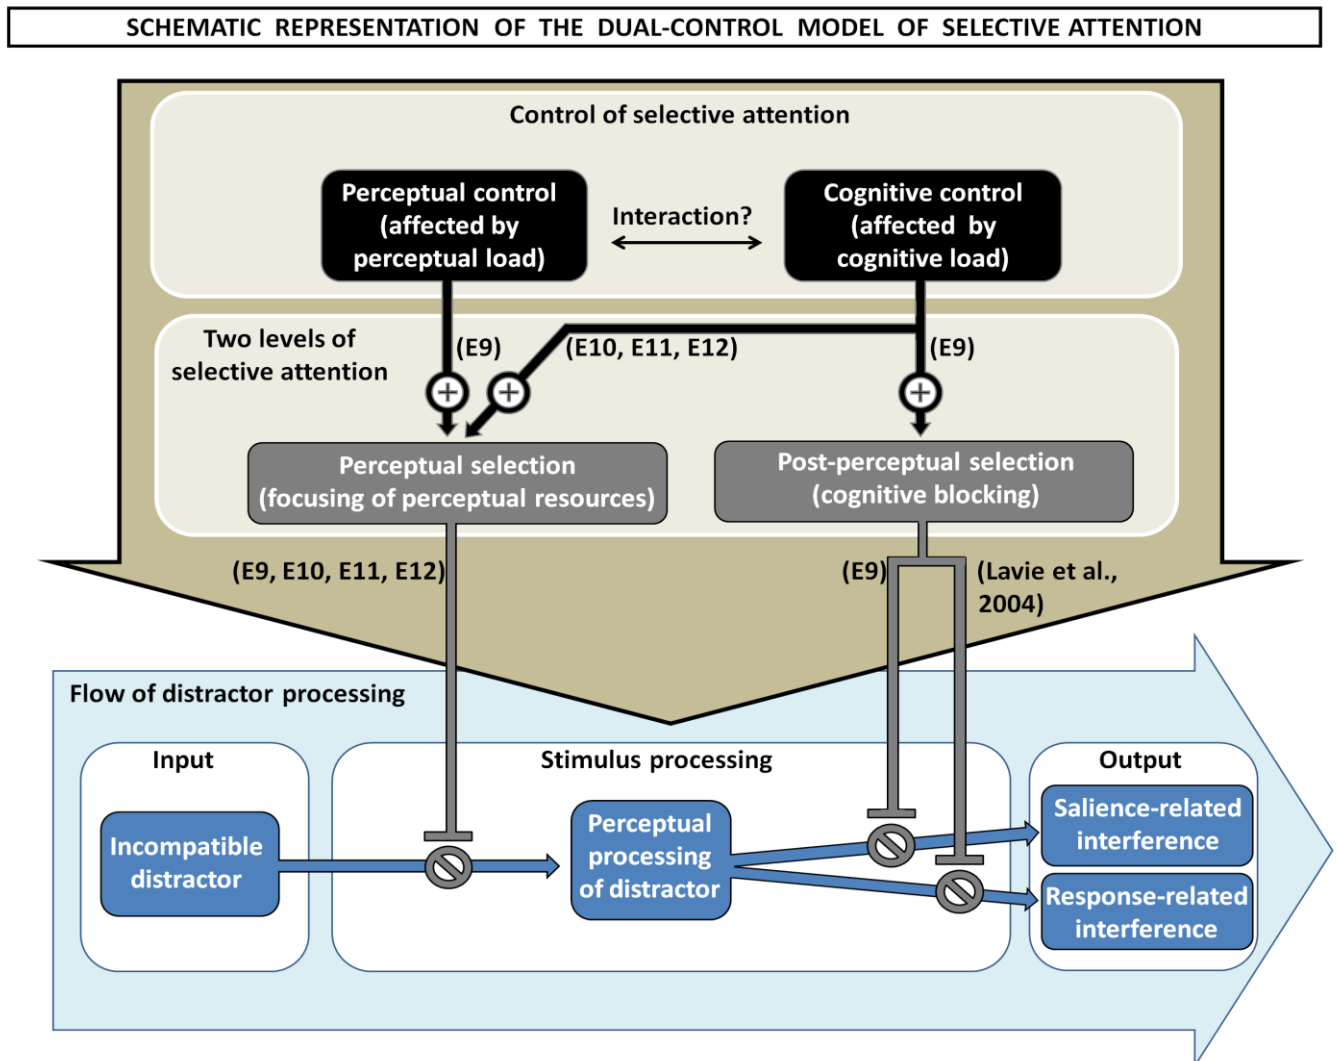 SCHEMATIC REPRESENTATION OF THE DUAL-CONTROL MODEL OF SELECTIVE ATTENTION
Control of selective attention
Perceptual control
(affected by
perceptual load)
Interaction?
Cognitive control
(affected by
cognitive load)
Two levels of
selective attention
(E9)
(E10, E11, E12)
(E9)
Perceptual selection
(focusing of perceptual resources)
Post-perceptual selection
(cognitive blocking)
(E9, E10, E11, E12)
(E9)
(Lavie et al.,
2004)
Flow of distractor processing
Input
Stimulus processing
Output
Incompatible
distractor
Perceptual
processing
of distractor
Salience-related
interference
Response-related
interference